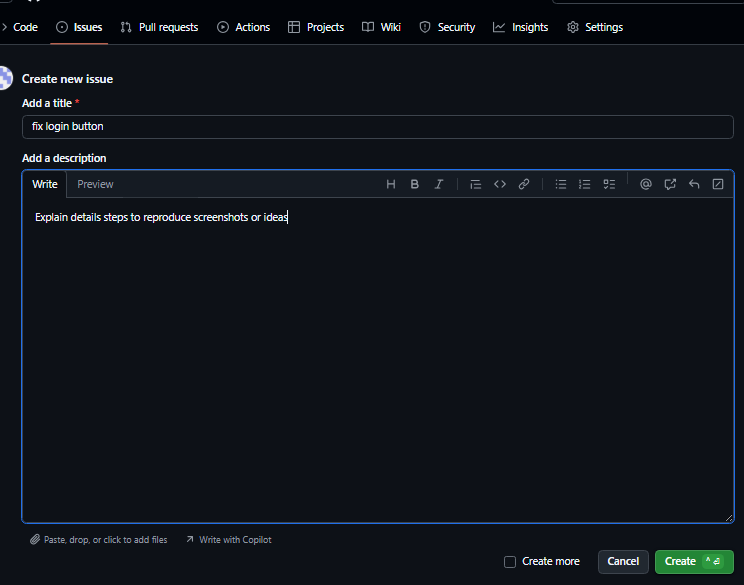 Code Issues Pull requests Actions Projects Wiki Security Insights Settings
Create new issue
Add a title *
fix login button
Add a description
Write Preview
Explain details steps to reproduce screenshots or ideas
Paste, drop, or click to add files Write with Copilot
Create more Cancel Create